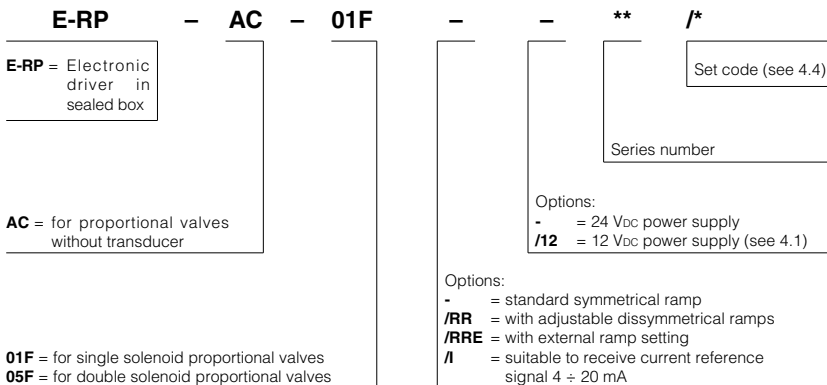 E-RP – AC – 01F – – ** /*
E-RP = Electronic
driver in
sealed box
Set code (see 4.4)
Series number
AC = for proportional valves
without transducer
Options:
- = 24 VDC power supply
/12 = 12 VDC power supply (see 4.1)
Options:
- = standard symmetrical ramp
/RR = with adjustable dissymmetrical ramps
/RRE = with external ramp setting
/I = suitable to receive current reference
signal 4 ÷ 20 mA
01F = for single solenoid proportional valves
05F = for double solenoid proportional valves